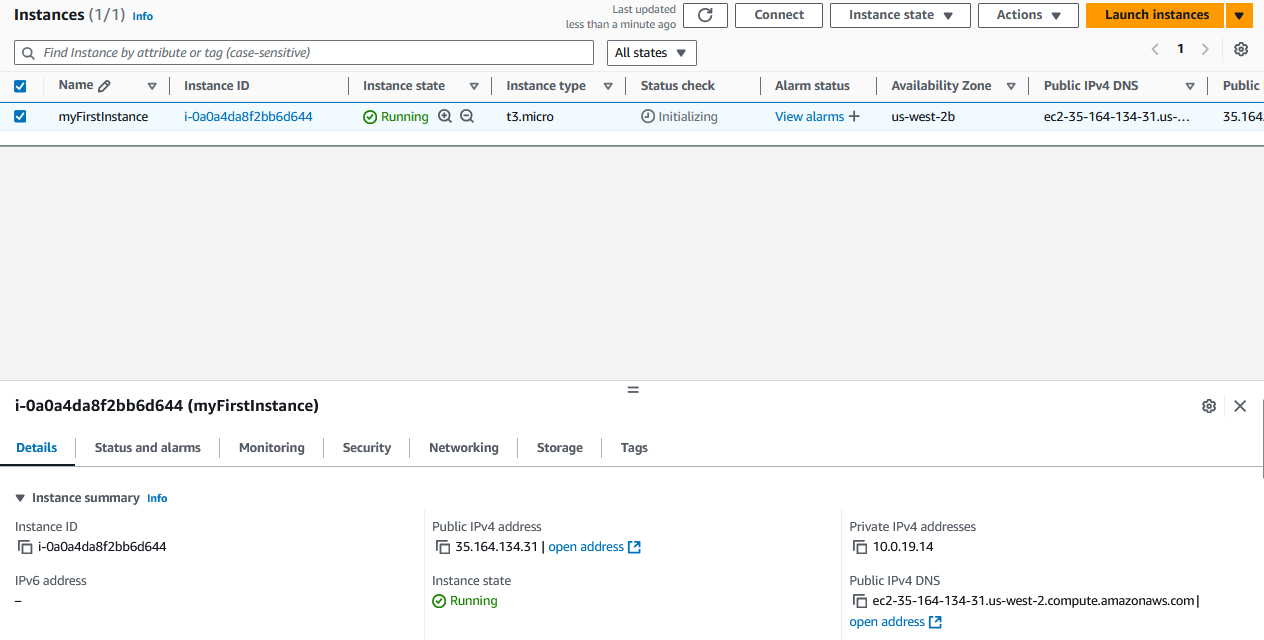 Instances (1/1) Info
Last updated
less than a minute ago
Connect
Instance state
Actions
Launch instances
Find Instance by attribute or tag (case-sensitive)
All states
1
Name
Instance ID
Instance state
Instance type
Status check
Alarm status
Availability Zone
Public IPv4 DNS
Public
myFirstInstance
i-0a0a4da8f2bb6d644
Running
t3.micro
Initializing
View alarms +
us-west-2b
ec2-35-164-134-31.us-...
35.164.
i-0a0a4da8f2bb6d644 (myFirstInstance)
Details
Status and alarms
Monitoring
Security
Networking
Storage
Tags
Instance summary Info
Instance ID
i-0a0a4da8f2bb6d644
Public IPv4 address
35.164.134.31 | open address
Private IPv4 addresses
10.0.19.14
IPv6 address
–
Instance state
Running
Public IPv4 DNS
ec2-35-164-134-31.us-west-2.compute.amazonaws.com |
open address